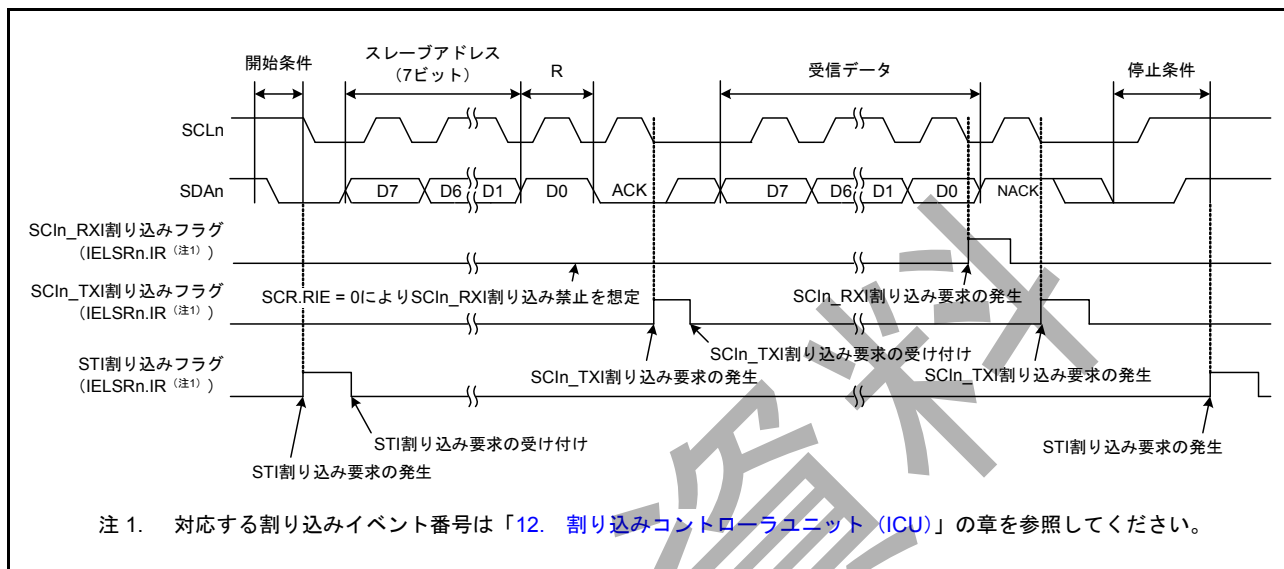 開始条件
スレーブアドレス
（7ビット）
R
受信データ
停止条件
SCLn
SDAn
D7
D6
D1
D0
ACK
D7
D6
D1
D0
NACK
SCIn_RXI割り込みフラグ
（IELSRn.IR（注1））
SCR.RIE = 0によりSCIn_RXI割り込み禁止を想定
SCIn_RXI割り込み要求の発生
SCIn_TXI割り込みフラグ
（IELSRn.IR（注1））
SCIn_TXI割り込み要求の受け付け
SCIn_TXI割り込み要求の発生
SCIn_TXI割り込み要求の発生
STI割り込みフラグ
（IELSRn.IR（注1））
STI割り込み要求の受け付け
STI割り込み要求の発生
STI割り込み要求の発生
注 1. 対応する割り込みイベント番号は「12. 割り込みコントローラユニット（ICU）」の章を参照してください。
資料